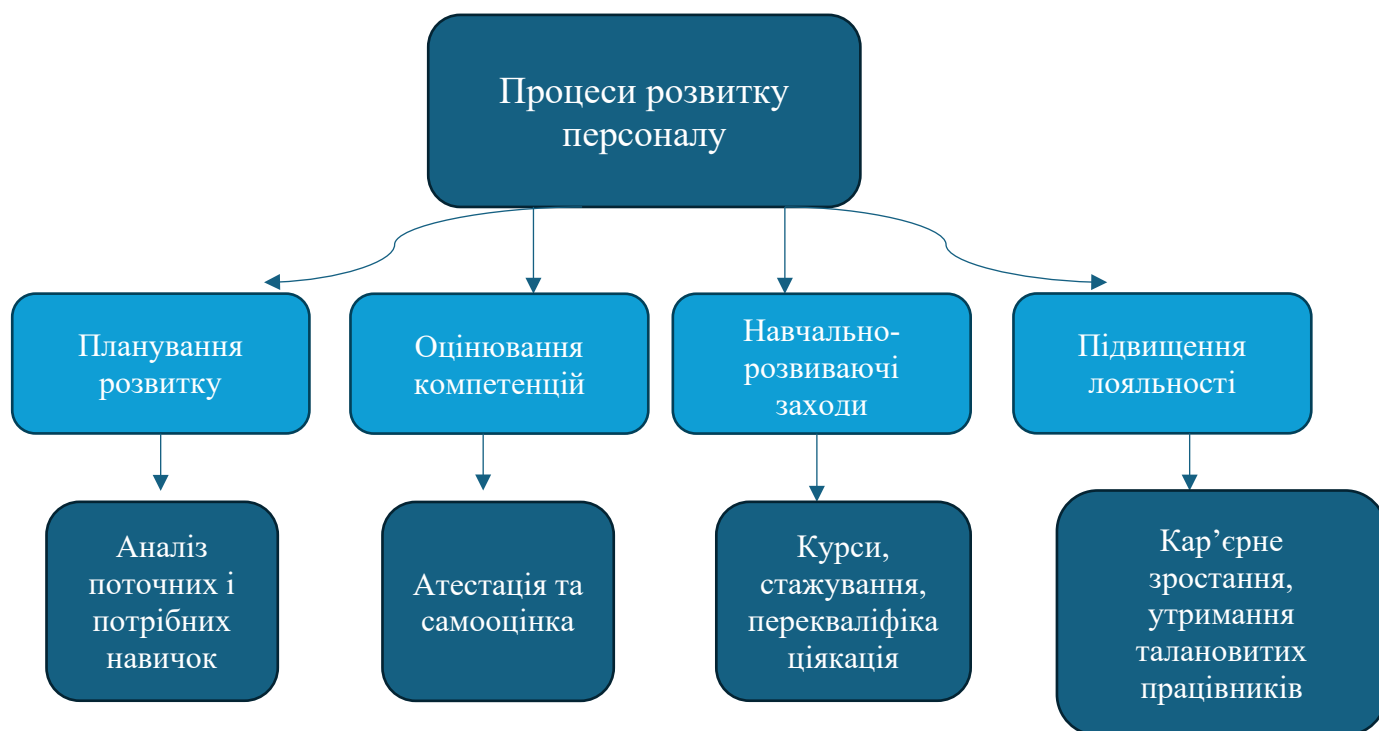 Процеси розвитку
персоналу
Планування
розвитку
Оцінювання
компетенцій
Навчально-
розвиваючі
заходи
Підвищення
лояльності
Аналіз
поточних і
потрібних
навичок
Атестація та
самооцінка
Курси,
стажування,
перекваліфіка
ціякація
Кар’єрне
зростання,
утримання
талановитих
працівників